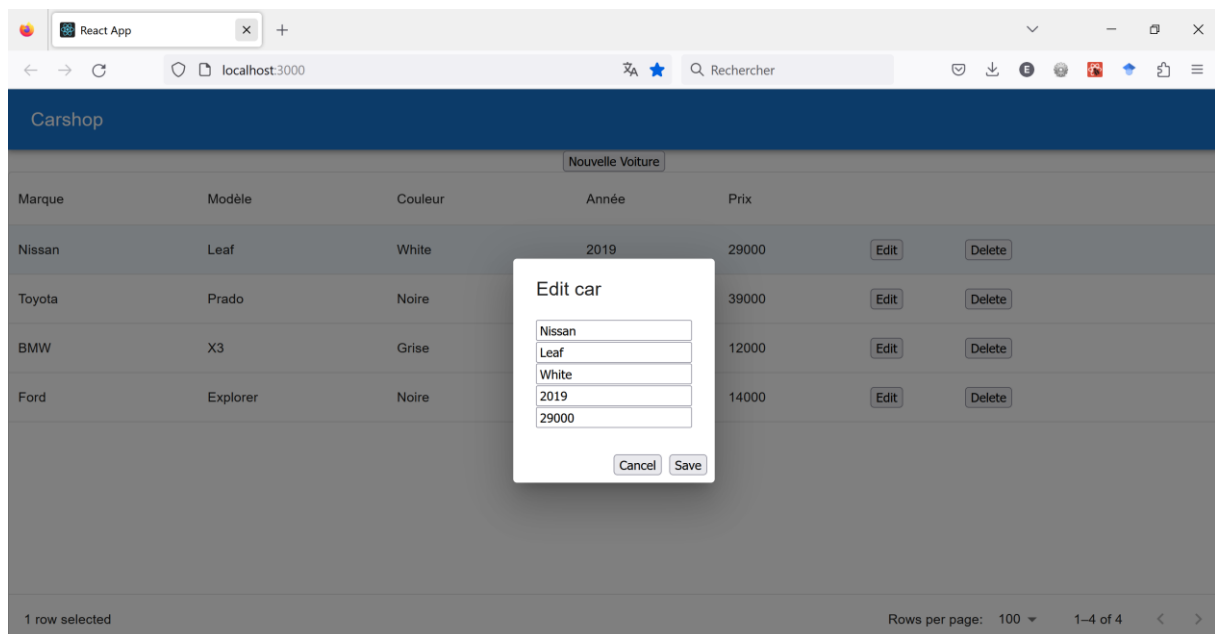 React App
localhost:3000
Rechercher
Carshop
Nouvelle Voiture
Marque Modèle Couleur Année Prix
Nissan Leaf White 2019 29000 Edit Delete
Toyota Prado Noire 39000 Edit Delete
BMW X3 Grise 12000 Edit Delete
Ford Explorer Noire 14000 Edit Delete
Edit car
Nissan
Leaf
White
2019
29000
Cancel Save
1 row selected Rows per page: 100 1–4 of 4